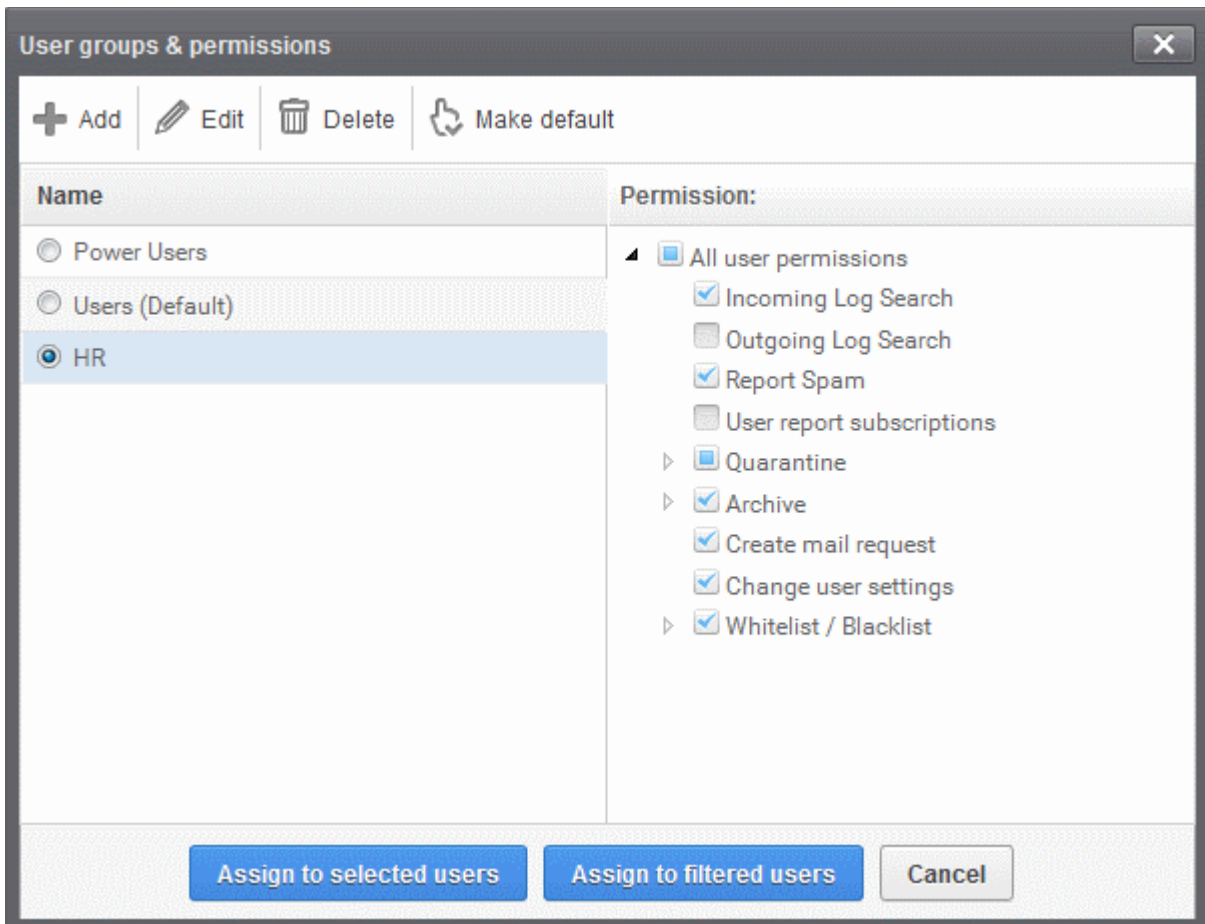 User groups & permissions
Add Edit Delete Make default
Name
Power Users
Users (Default)
HR
Permission:
All user permissions
Incoming Log Search
Outgoing Log Search
Report Spam
User report subscriptions
Quarantine
Archive
Create mail request
Change user settings
Whitelist / Blacklist
Assign to selected users Assign to filtered users Cancel